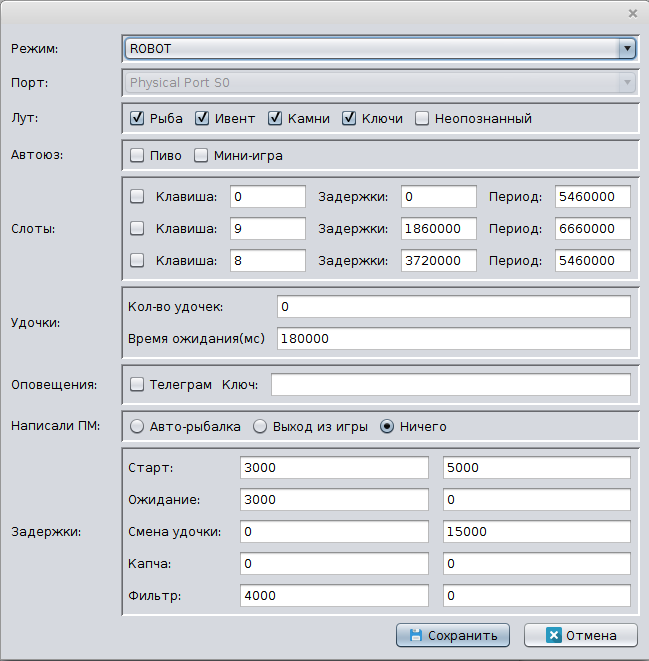 Режим: ROBOT
Порт: Physical Port S0
Лут: Рыба Ивент Камни Ключи Неопознанный
Автоюз: Пиво Мини-игра
Слоты:
Клавиша: 0 Задержки: 0 Период: 5460000
Клавиша: 9 Задержки: 1860000 Период: 6660000
Клавиша: 8 Задержки: 3720000 Период: 5460000
Удочки:
Кол-во удочек: 0
Время ожидания(мс) 180000
Оповещения: Телеграм Ключ:
Написали ПМ: Авто-рыбалка Выход из игры Ничего
Задержки:
Старт: 3000 5000
Ожидание: 3000 0
Смена удочки: 0 15000
Капча: 0 0
Фильтр: 4000 0
Сохранить Отмена